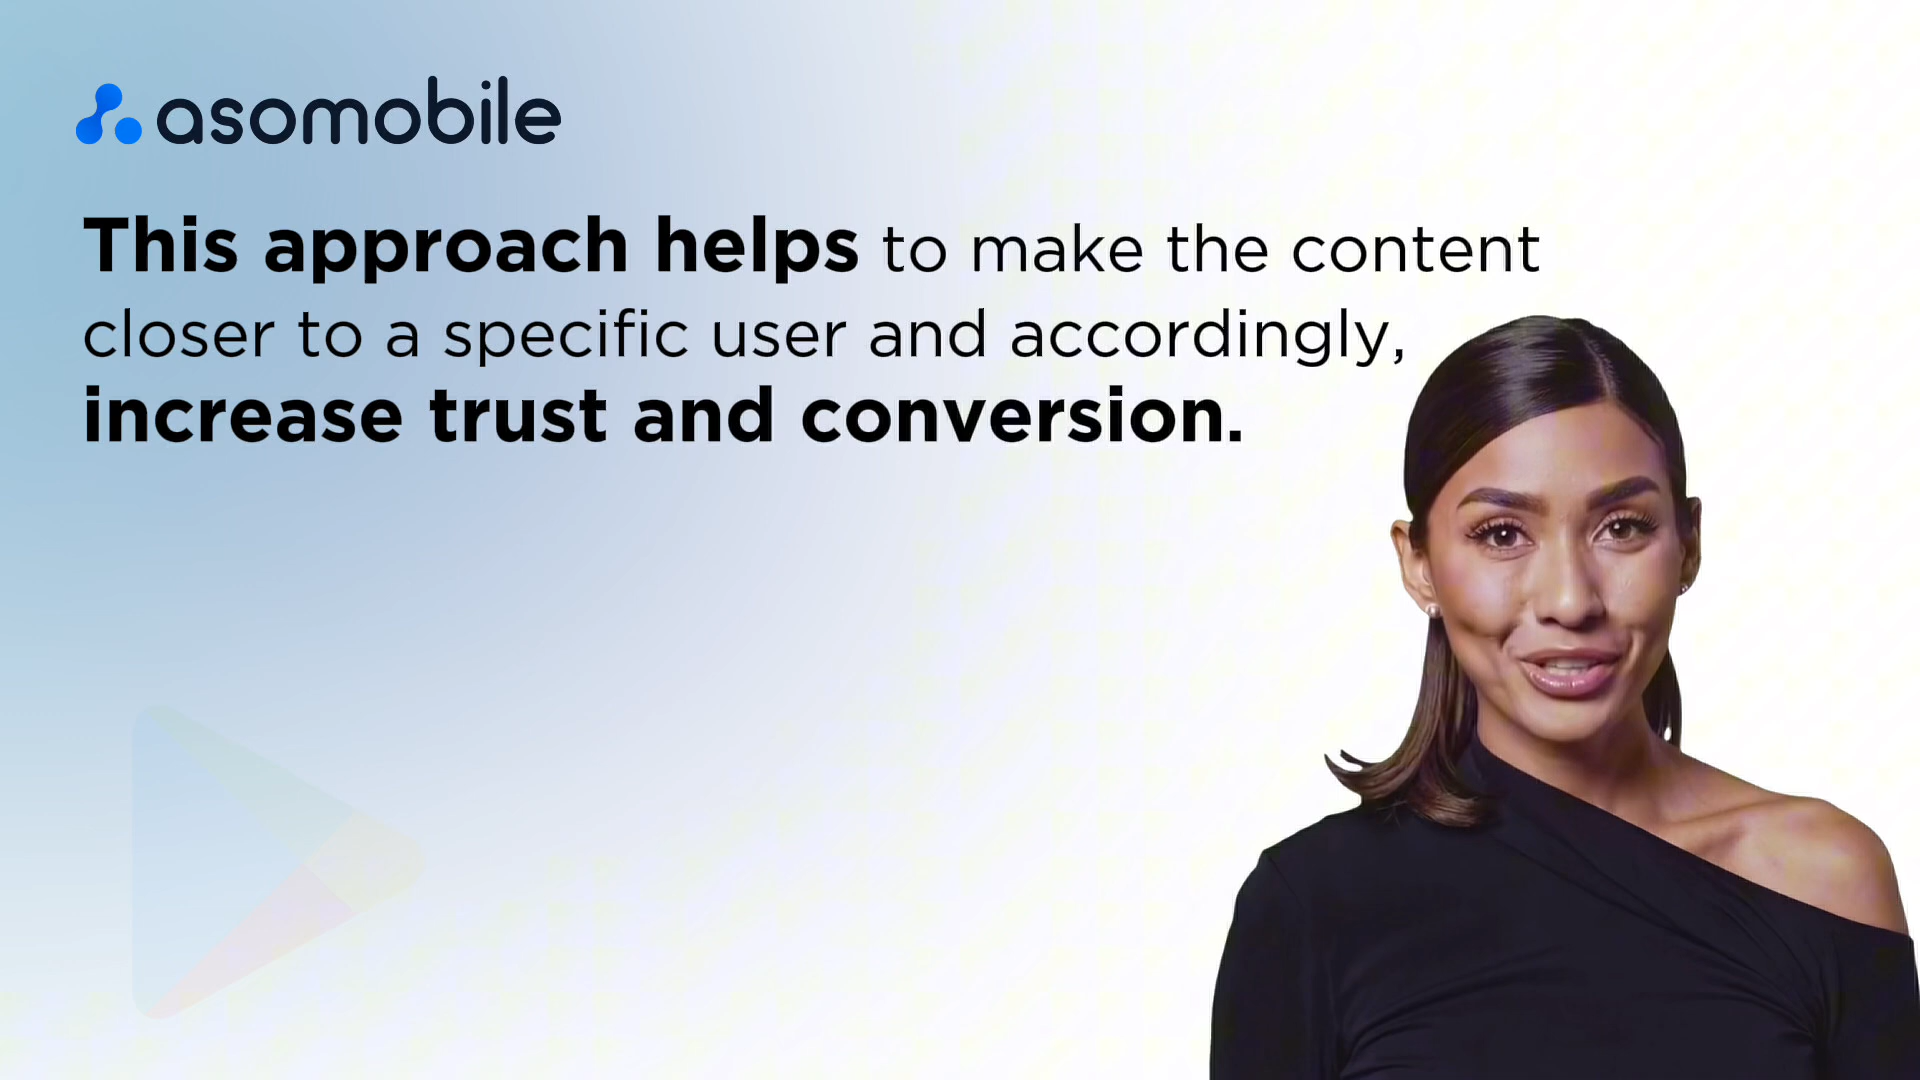 asomobile
This approach helps to make the content
closer to a specific user and accordingly,
increase trust and conversion.